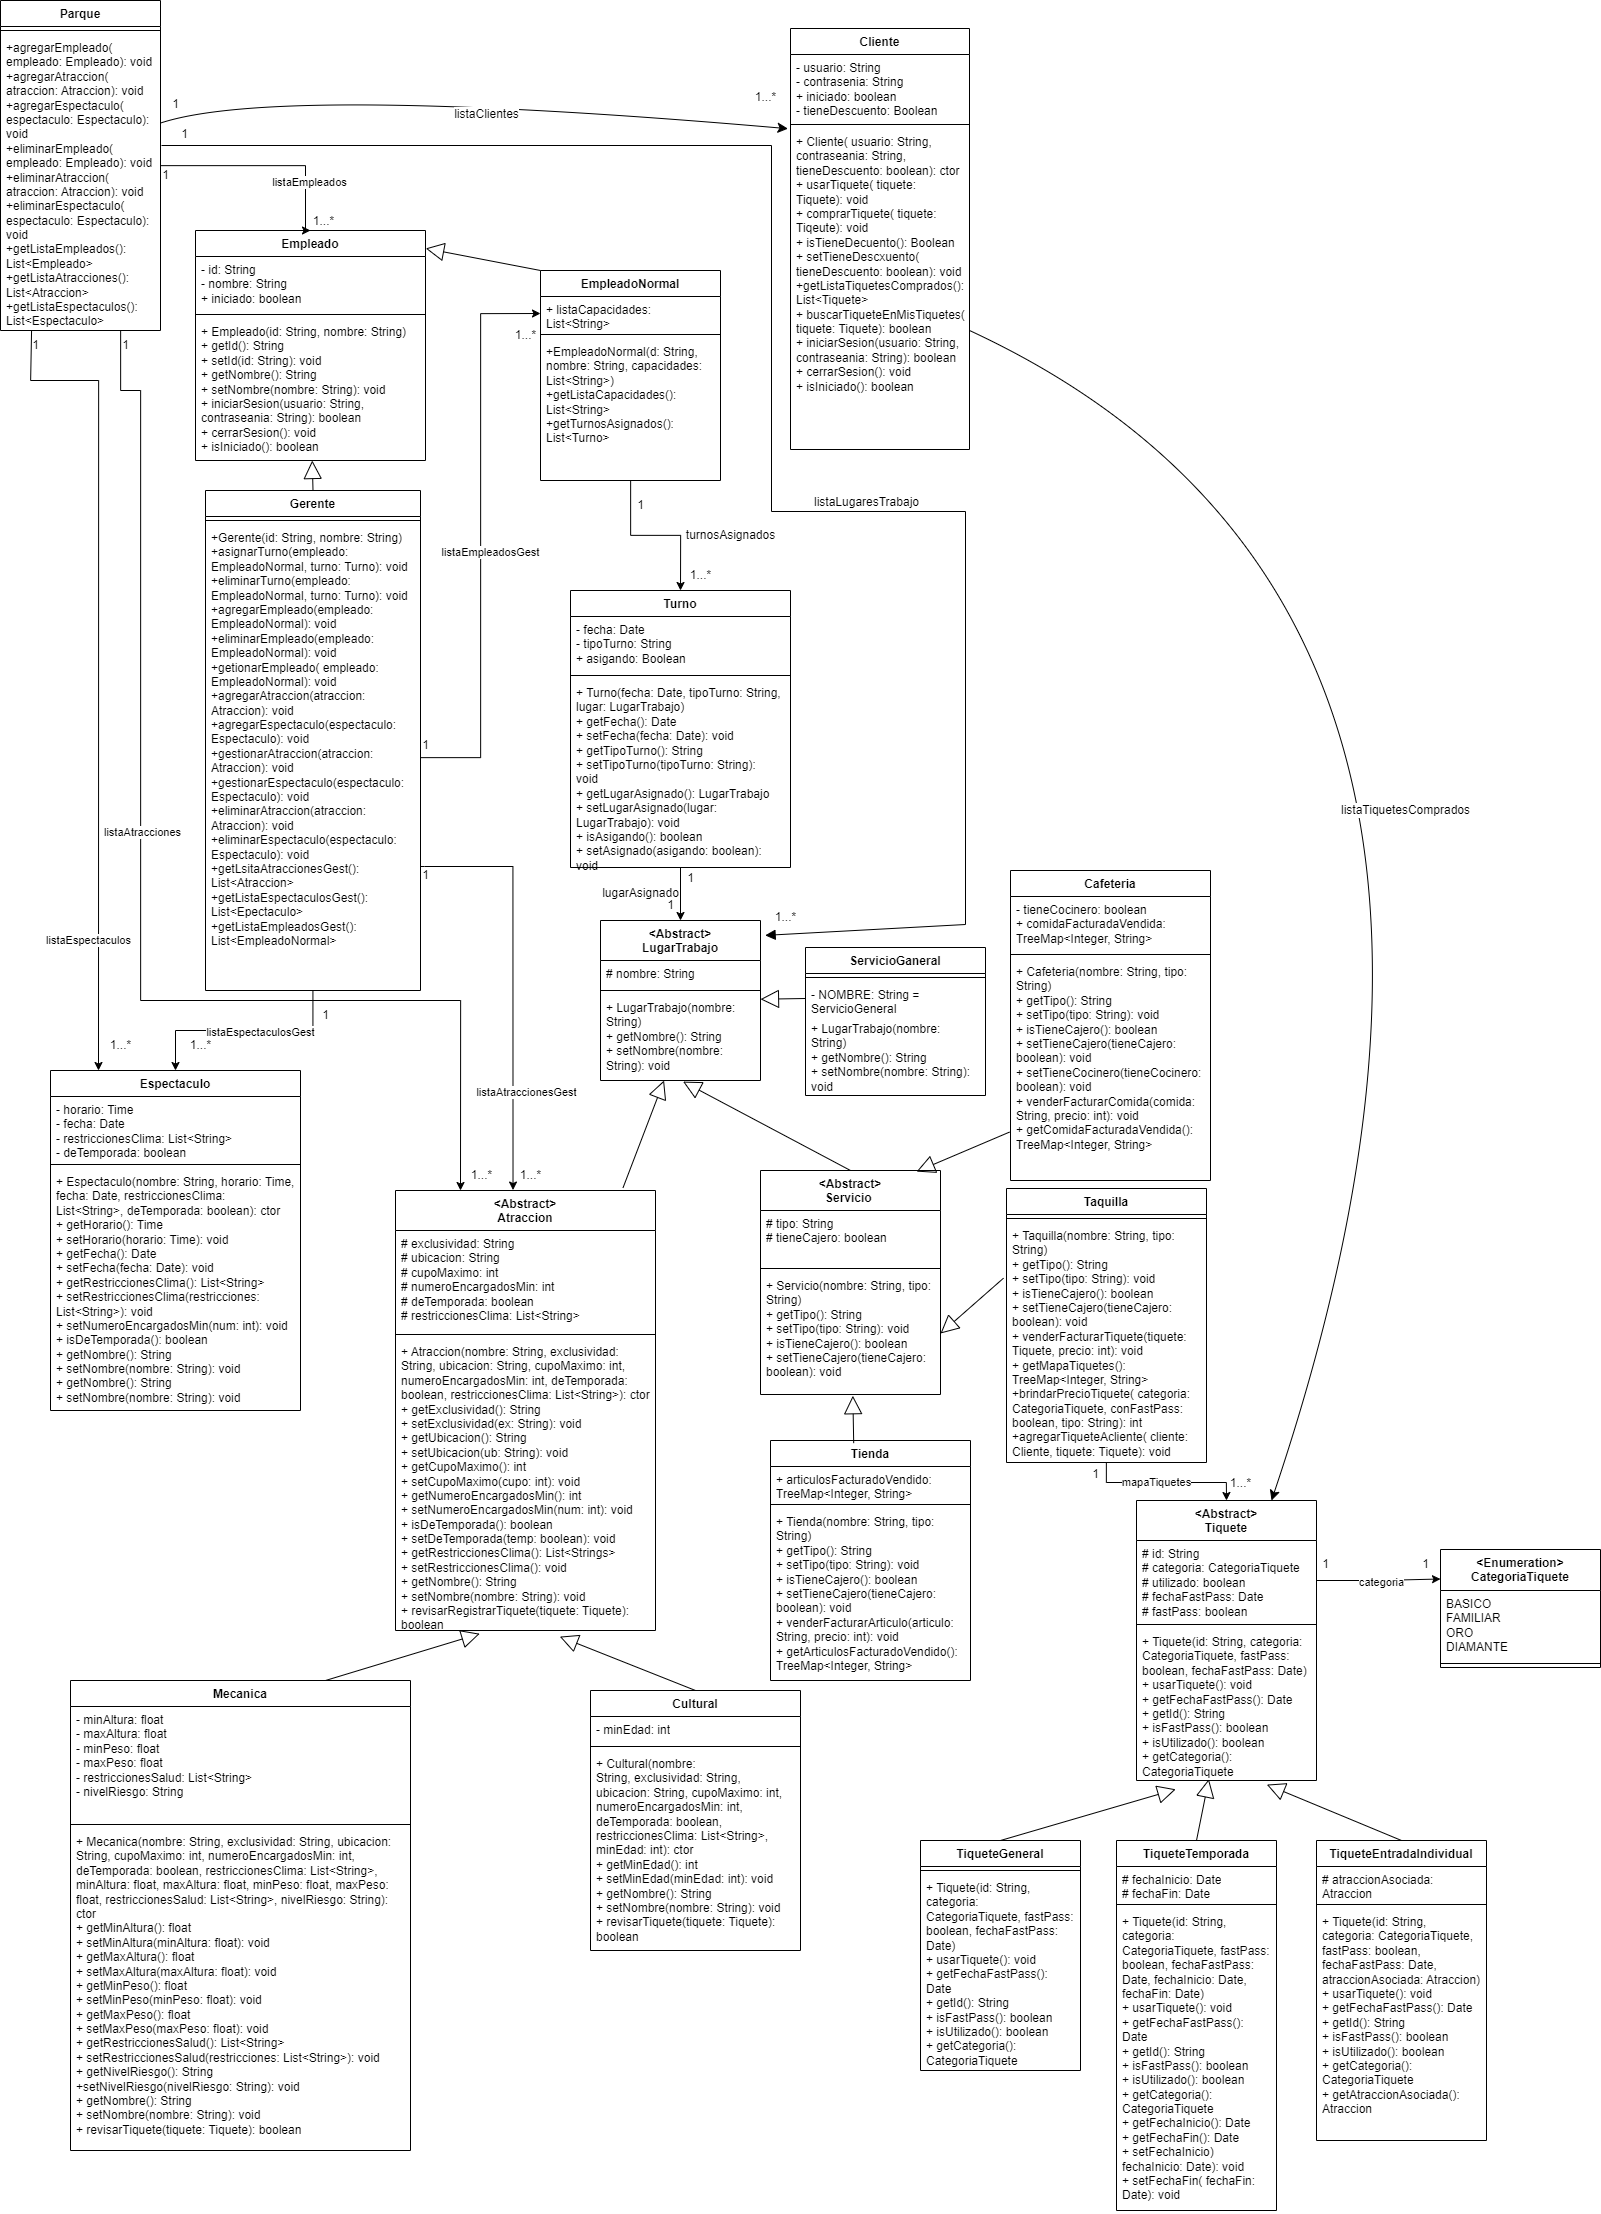 Parque
+agregarEmpleado(
empleado: Empleado): void
+agregarAtraccion(
atraccion: Atraccion): void
+agregarEspectaculo(
espectaculo: Espectaculo):
void
+eliminarEmpleado(
empleado: Empleado): void
+eliminarAtraccion(
atraccion: Atraccion): void
+eliminarEspectaculo(
espectaculo: Espectaculo):
void
+getListaEmpleados():
List<Empleado>
+getListaAtracciones():
List<Atraccion>
+getListaEspectaculos():
List<Espectaculo>
1
listaClientes
1...*
1
1
listaEmpleados
1...*
1
1
Cliente
- usuario: String
- contrasenia: String
+ iniciado: boolean
- tieneDescuento: Boolean
+ Cliente( usuario: String,
contraseania: String,
tieneDescuento: boolean): ctor
+ usarTiquete( tiquete:
Tiquete): void
+ comprarTiquete( tiquete:
Tiqeute): void
+ isTieneDecuento(): Boolean
+ setTieneDescxuento(
tieneDescuento: boolean): void
+getListaTiquetesComprados():
List<Tiquete>
+ buscarTiqueteEnMisTiquetes(
tiquete: Tiquete): boolean
+ iniciarSesion(usuario: String,
contraseania: String): boolean
+ cerrarSesion(): void
+ isIniciado(): boolean
Empleado
- id: String
- nombre: String
+ iniciado: boolean
+ Empleado(id: String, nombre: String)
+ getId(): String
+ setId(id: String): void
+ getNombre(): String
+ setNombre(nombre: String): void
+ iniciarSesion(usuario: String,
contraseania: String): boolean
+ cerrarSesion(): void
+ isIniciado(): boolean
EmpleadoNormal
+ listaCapacidades:
List<String>
+EmpleadoNormal(d: String,
nombre: String, capacidades:
List<String>)
+getListaCapacidades():
List<String>
+getTurnosAsignados():
List<Turno>
1...*
listaEmpleadosGest
1
1
turnosAsignados
1...*
listaLugaresTrabajo
Gerente
+Gerente(id: String, nombre: String)
+asignarTurno(empleado:
EmpleadoNormal, turno: Turno): void
+eliminarTurno(empleado:
EmpleadoNormal, turno: Turno): void
+agregarEmpleado(empleado:
EmpleadoNormal): void
+eliminarEmpleado(empleado:
EmpleadoNormal): void
+getionarEmpleado( empleado:
EmpleadoNormal): void
+agregarAtraccion(atraccion:
Atraccion): void
+agregarEspectaculo(espectaculo:
Espectaculo): void
+gestionarAtraccion(atraccion:
Atraccion): void
+gestionarEspectaculo(espectaculo:
Espectaculo): void
+eliminarAtraccion(atraccion:
Atraccion): void
+eliminarEspectaculo(espectaculo:
Espectaculo): void
+getLsitaAtraccionesGest():
List<Atraccion>
+getListaEspectaculosGest():
List<Epectaculo>
+getListaEmpleadosGest():
List<EmpleadoNormal>
Turno
- fecha: Date
- tipoTurno: String
+ asigando: Boolean
+ Turno(fecha: Date, tipoTurno: String,
lugar: LugarTrabajo)
+ getFecha(): Date
+ setFecha(fecha: Date): void
+ getTipoTurno(): String
+ setTipoTurno(tipoTurno: String):
void
+ getLugarAsignado(): LugarTrabajo
+ setLugarAsignado(lugar:
LugarTrabajo): void
+ isAsigando(): boolean
+ setAsignado(asigando: boolean):
void
listaTiquetesComprados
listaAtracciones
1
1
lugarAsignado
1
1...*
listaEspectaculos
1
listaEspectaculosGest
1...*
1...*
<Abstract>
LugarTrabajo
# nombre: String
+ LugarTrabajo(nombre:
String)
+ getNombre(): String
+ setNombre(nombre:
String): void
ServicioGaneral
- NOMBRE: String =
ServicioGeneral
+ LugarTrabajo(nombre:
String)
+ getNombre(): String
+ setNombre(nombre: String):
void
Cafeteria
- tieneCocinero: boolean
+ comidaFacturadaVendida:
TreeMap<Integer, String>
+ Cafeteria(nombre: String, tipo:
String)
+ getTipo(): String
+ setTipo(tipo: String): void
+ isTieneCajero(): boolean
+ setTieneCajero(tieneCajero:
boolean): void
+ setTieneCocinero(tieneCocinero:
boolean): void
+ venderFacturarComida(comida:
String, precio: int): void
+ getComidaFacturadaVendida():
TreeMap<Integer, String>
Espectaculo
- horario: Time
- fecha: Date
- restriccionesClima: List<String>
- deTemporada: boolean
+ Espectaculo(nombre: String, horario: Time,
fecha: Date, restriccionesClima:
List<String>, deTemporada: boolean): ctor
+ getHorario(): Time
+ setHorario(horario: Time): void
+ getFecha(): Date
+ setFecha(fecha: Date): void
+ getRestriccionesClima(): List<String>
+ setRestriccionesClima(restricciones:
List<String>): void
+ setNumeroEncargadosMin(num: int): void
+ isDeTemporada(): boolean
+ getNombre(): String
+ setNombre(nombre: String): void
+ getNombre(): String
+ setNombre(nombre: String): void
listaAtraccionesGest
1...*
1...*
<Abstract>
Atraccion
# exclusividad: String
# ubicacion: String
# cupoMaximo: int
# numeroEncargadosMin: int
# deTemporada: boolean
# restriccionesClima: List<String>
+ Atraccion(nombre: String, exclusividad:
String, ubicacion: String, cupoMaximo: int,
numeroEncargadosMin: int, deTemporada:
boolean, restriccionesClima: List<String>): ctor
+ getExclusividad(): String
+ setExclusividad(ex: String): void
+ getUbicacion(): String
+ setUbicacion(ub: String): void
+ getCupoMaximo(): int
+ setCupoMaximo(cupo: int): void
+ getNumeroEncargadosMin(): int
+ setNumeroEncargadosMin(num: int): void
+ isDeTemporada(): boolean
+ setDeTemporada(temp: boolean): void
+ getRestriccionesClima(): List<Strings>
+ setRestriccionesClima(): void
+ getNombre(): String
+ setNombre(nombre: String): void
+ revisarRegistrarTiquete(tiquete: Tiquete):
boolean
<Abstract>
Servicio
# tipo: String
# tieneCajero: boolean
+ Servicio(nombre: String, tipo:
String)
+ getTipo(): String
+ setTipo(tipo: String): void
+ isTieneCajero(): boolean
+ setTieneCajero(tieneCajero:
boolean): void
Taquilla
+ Taquilla(nombre: String, tipo:
String)
+ getTipo(): String
+ setTipo(tipo: String): void
+ isTieneCajero(): boolean
+ setTieneCajero(tieneCajero:
boolean): void
+ venderFacturarTiquete(tiquete:
Tiquete, precio: int): void
+ getMapaTiquetes():
TreeMap<Integer, String>
+brindarPrecioTiquete( categoria:
CategoriaTiquete, conFastPass:
boolean, tipo: String): int
+agregarTiqueteAcliente( cliente:
Cliente, tiquete: Tiquete): void
1
mapaTiquetes
1...*
Tienda
+ articulosFacturadoVendido:
TreeMap<Integer, String>
+ Tienda(nombre: String, tipo:
String)
+ getTipo(): String
+ setTipo(tipo: String): void
+ isTieneCajero(): boolean
+ setTieneCajero(tieneCajero:
boolean): void
+ venderFacturarArticulo(articulo:
String, precio: int): void
+ getArticulosFacturadoVendido():
TreeMap<Integer, String>
<Abstract>
Tiquete
# id: String
# categoria: CategoriaTiquete
# utilizado: boolean
# fechaFastPass: Date
# fastPass: boolean
+ Tiquete(id: String, categoria:
CategoriaTiquete, fastPass:
boolean, fechaFastPass: Date)
+ usarTiquete(): void
+ getFechaFastPass(): Date
+ getId(): String
+ isFastPass(): boolean
+ isUtilizado(): boolean
+ getCategoria():
CategoriaTiquete
1
categoria
1
<Enumeration>
CategoriaTiquete
BASICO
FAMILIAR
ORO
DIAMANTE
Mecanica
- minAltura: float
- maxAltura: float
- minPeso: float
- maxPeso: float
- restriccionesSalud: List<String>
- nivelRiesgo: String
+ Mecanica(nombre: String, exclusividad: String, ubicacion:
String, cupoMaximo: int, numeroEncargadosMin: int,
deTemporada: boolean, restriccionesClima: List<String>,
minAltura: float, maxAltura: float, minPeso: float, maxPeso:
float, restriccionesSalud: List<String>, nivelRiesgo: String):
ctor
+ getMinAltura(): float
+ setMinAltura(minAltura: float): void
+ getMaxAltura(): float
+ setMaxAltura(maxAltura: float): void
+ getMinPeso(): float
+ setMinPeso(minPeso: float): void
+ getMaxPeso(): float
+ setMaxPeso(maxPeso: float): void
+ getRestriccionesSalud(): List<String>
+ setRestriccionesSalud(restricciones: List<String>): void
+ getNivelRiesgo(): String
+setNivelRiesgo(nivelRiesgo: String): void
+ getNombre(): String
+ setNombre(nombre: String): void
+ revisarTiquete(tiquete: Tiquete): boolean
Cultural
- minEdad: int
+ Cultural(nombre:
String, exclusividad: String,
ubicacion: String, cupoMaximo: int,
numeroEncargadosMin: int,
deTemporada: boolean,
restriccionesClima: List<String>,
minEdad: int): ctor
+ getMinEdad(): int
+ setMinEdad(minEdad: int): void
+ getNombre(): String
+ setNombre(nombre: String): void
+ revisarTiquete(tiquete: Tiquete):
boolean
TiqueteGeneral
+ Tiquete(id: String,
categoria:
CategoriaTiquete, fastPass:
boolean, fechaFastPass:
Date)
+ usarTiquete(): void
+ getFechaFastPass():
Date
+ getId(): String
+ isFastPass(): boolean
+ isUtilizado(): boolean
+ getCategoria():
CategoriaTiquete
TiqueteTemporada
# fechaInicio: Date
# fechaFin: Date
+ Tiquete(id: String,
categoria:
CategoriaTiquete, fastPass:
boolean, fechaFastPass:
Date, fechaInicio: Date,
fechaFin: Date)
+ usarTiquete(): void
+ getFechaFastPass():
Date
+ getId(): String
+ isFastPass(): boolean
+ isUtilizado(): boolean
+ getCategoria():
CategoriaTiquete
+ getFechaInicio(): Date
+ getFechaFin(): Date
+ setFechaInicio)
fechaInicio: Date): void
+ setFechaFin( fechaFin:
Date): void
TiqueteEntradaIndividual
# atraccionAsociada:
Atraccion
+ Tiquete(id: String,
categoria: CategoriaTiquete,
fastPass: boolean,
fechaFastPass: Date,
atraccionAsociada: Atraccion)
+ usarTiquete(): void
+ getFechaFastPass(): Date
+ getId(): String
+ isFastPass(): boolean
+ isUtilizado(): boolean
+ getCategoria():
CategoriaTiquete
+ getAtraccionAsociada():
Atraccion